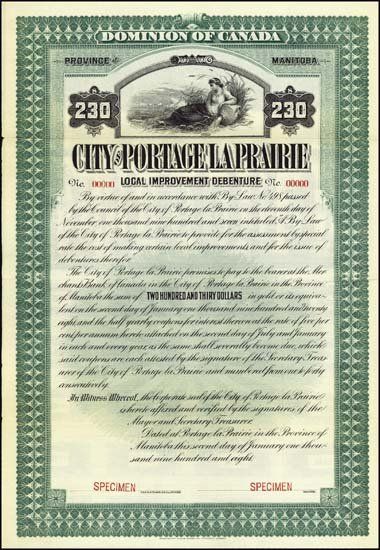 DOMINION OF CANADA
PROVINCE OF MANITOBA
230 230
CITY OF PORTAGE LA PRAIRIE
No. 00000 LOCAL IMPROVEMENT DEBENTURE No. 00000
By virtue of and in accordance with By-Law No 498 passed
by the Council of the City of Portage la Prairie on the eleventh day of
November one thousand nine hundred and seven intituled A By-Law
of the City of Portage la Prairie to provide for the assessment by special
rate the cost of making certain local improvements, and for the issue of
debentures therefor
The City of Portage la Prairie promises to pay to the bearer at the Mer
chants Bank of Canada in the City of Portage la Prairie in the Province
of Manitoba the sum of TWO HUNDRED AND THIRTY DOLLARS in gold or its equiva-
lent on the second day of January one thousand nine hundred and twenty
eight, and the half yearly coupons for interest thereon at the rate of five per
cent per annum hereto attached on the second day of July and January
in each and every year, as the same shall severally become due, which
said coupons are each attested by the signature of the Secretary Treas
urer of the City of Portage la Prairie and numbered from one to forty
consecutively.
In Witness Whereof, the Corporate seal of the City of Portage la Prairie
is hereto affixed and verified by the signatures of the
Mayor and Secretary Treasurer.
Dated at Portage la Prairie in the Province of
Manitoba this second day of January one thou
sand nine hundred and eight.
SPECIMEN SPECIMEN